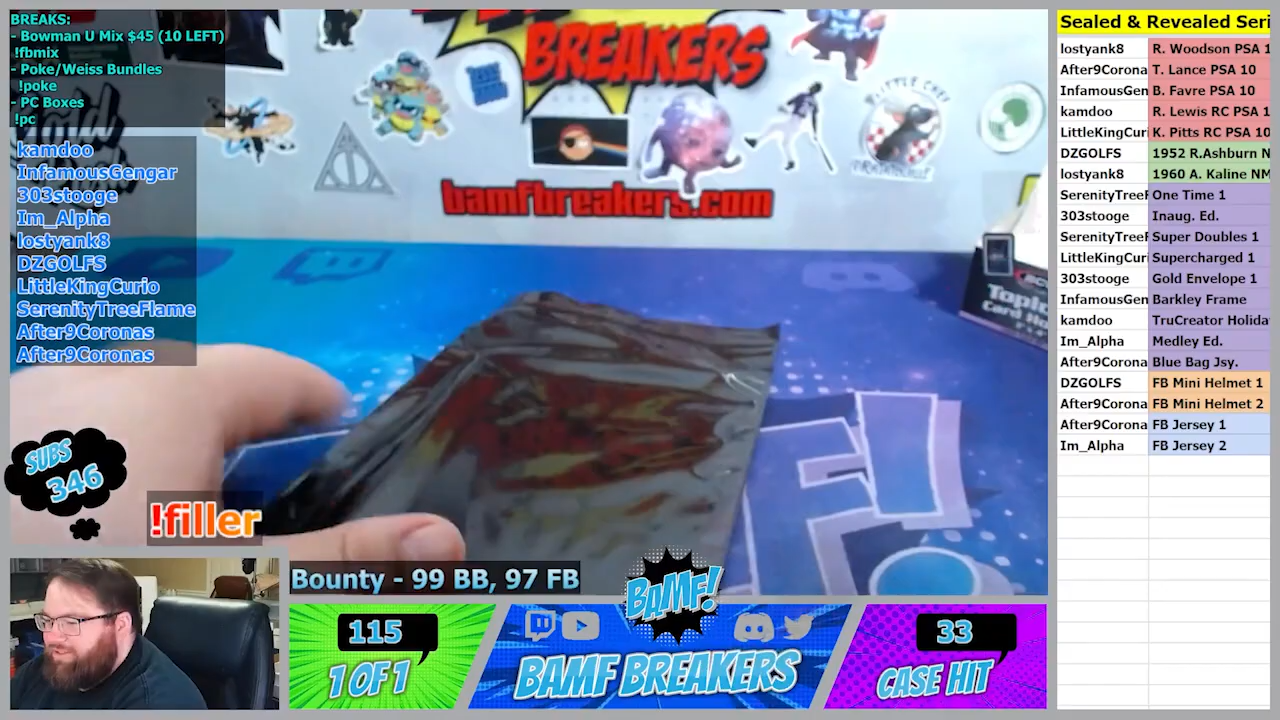 BREAKS:
- Bowman U Mix $45 (10 LEFT)
!fbmix
- Poke/Weiss Bundles
!poke
- PC Boxes
!pc
kamdoo
InfamousGengar
303stooge
Im_Alpha
lostyank8
DZGOLFS
LittleKingCurio
SerenityTreeFlame
After9Coronas
After9Coronas
SUBS
346
!filler
BREAKERS
LITTLE CHEF
bamfbreakers.com
Bounty - 99 BB, 97 FB
BAMF!
115
1 OF 1
BAMF BREAKERS
33
CASE HIT
Sealed & Revealed Seri
lostyank8 R. Woodson PSA 1
After9Corona T. Lance PSA 10
InfamousGen B. Favre PSA 10
kamdoo R. Lewis RC PSA 1
LittleKingCuri K. Pitts RC PSA 10
DZGOLFS 1952 R.Ashburn N
lostyank8 1960 A. Kaline NM
SerenityTreeF One Time 1
303stooge Inaug. Ed.
SerenityTreeF Super Doubles 1
LittleKingCuri Supercharged 1
303stooge Gold Envelope 1
InfamousGen Barkley Frame
kamdoo TruCreator Holida
Im_Alpha Medley Ed.
After9Corona Blue Bag Jsy.
DZGOLFS FB Mini Helmet 1
After9Corona FB Mini Helmet 2
After9Corona FB Jersey 1
Im_Alpha FB Jersey 2